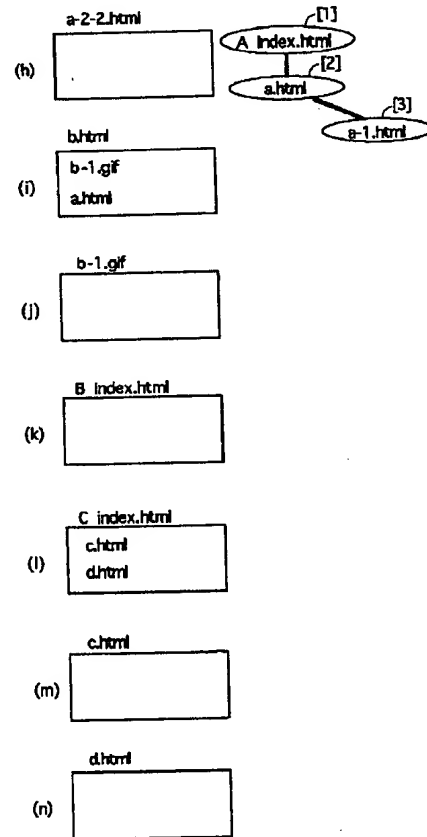 a-2-2.html
(h)
[1]
A index.html
[2]
a.html
[3]
a-1.html
b.html
(i)
b-1.gif
a.html
b-1.gif
(j)
B index.html
(k)
C index.html
(l)
c.html
d.html
c.html
(m)
d.html
(n)